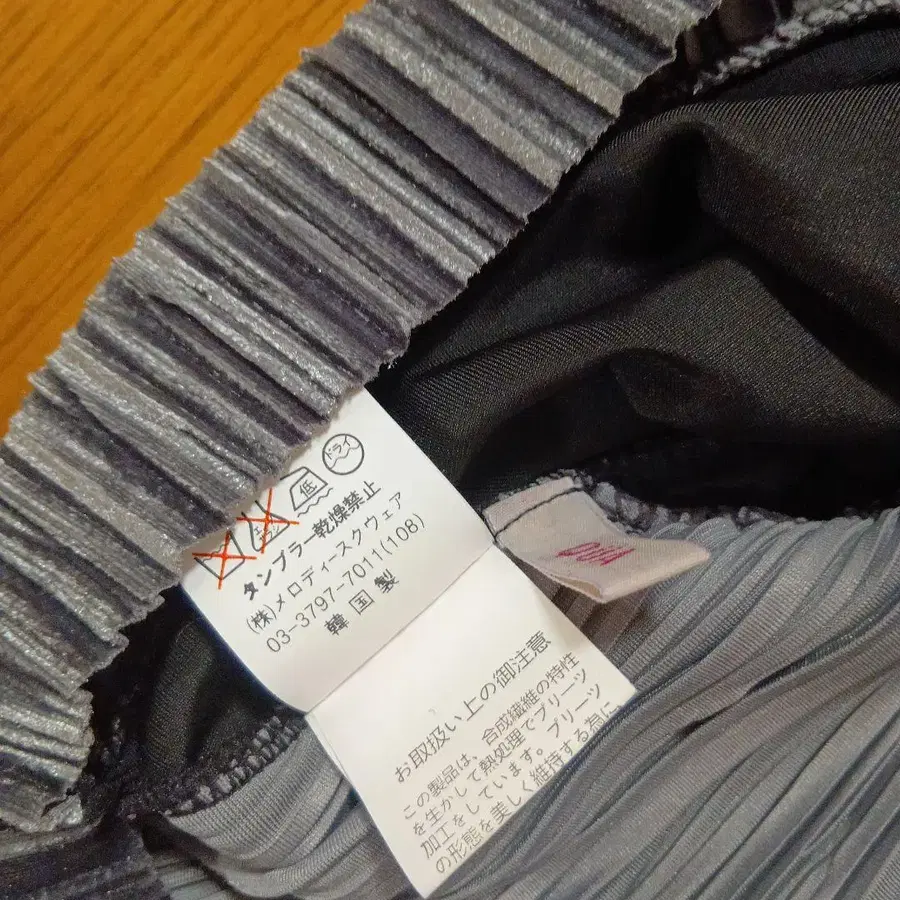 ドライ
低
タンブラー乾燥禁止
(株)メロディースクウェア
03-3797-7011(108)
韓国製
お取扱い上の御注意
この製品は、合成繊維の特性
を生かして熱処理でプリーツ
加工をしています。プリーツ
の形態を美しく維持する為に